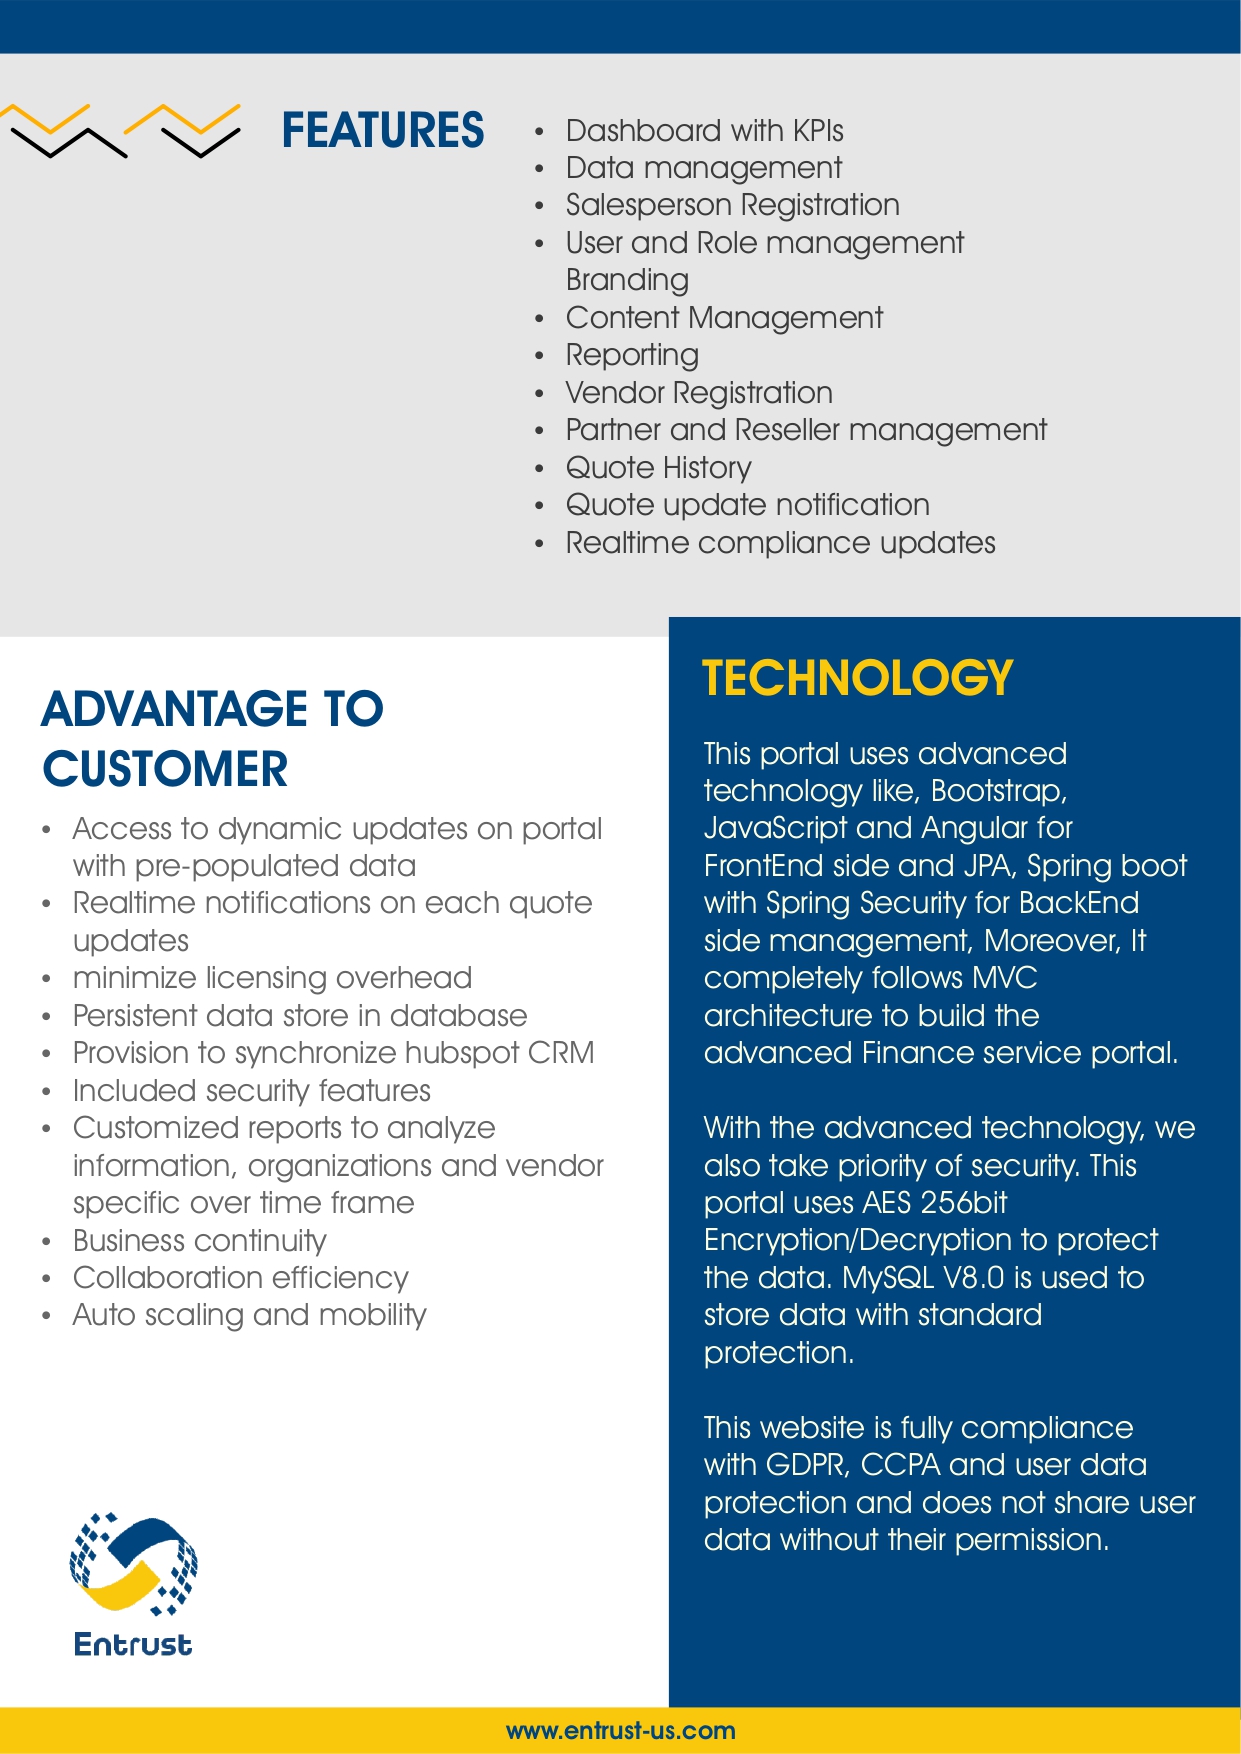 FEATURES
• Dashboard with KPIs
• Data management
• Salesperson Registration
• User and Role management
Branding
• Content Management
• Reporting
• Vendor Registration
• Partner and Reseller management
• Quote History
• Quote update notification
• Realtime compliance updates
ADVANTAGE TO
CUSTOMER
• Access to dynamic updates on portal
with pre-populated data
• Realtime notifications on each quote
updates
• minimize licensing overhead
• Persistent data store in database
• Provision to synchronize hubspot CRM
• Included security features
• Customized reports to analyze
information, organizations and vendor
specific over time frame
• Business continuity
• Collaboration efficiency
• Auto scaling and mobility
Entrust
TECHNOLOGY
This portal uses advanced
technology like, Bootstrap,
JavaScript and Angular for
FrontEnd side and JPA, Spring boot
with Spring Security for BackEnd
side management, Moreover, It
completely follows MVC
architecture to build the
advanced Finance service portal.
With the advanced technology, we
also take priority of security. This
portal uses AES 256bit
Encryption/Decryption to protect
the data. MySQL V8.0 is used to
store data with standard
protection.
This website is fully compliance
with GDPR, CCPA and user data
protection and does not share user
data without their permission.
www.entrust-us.com